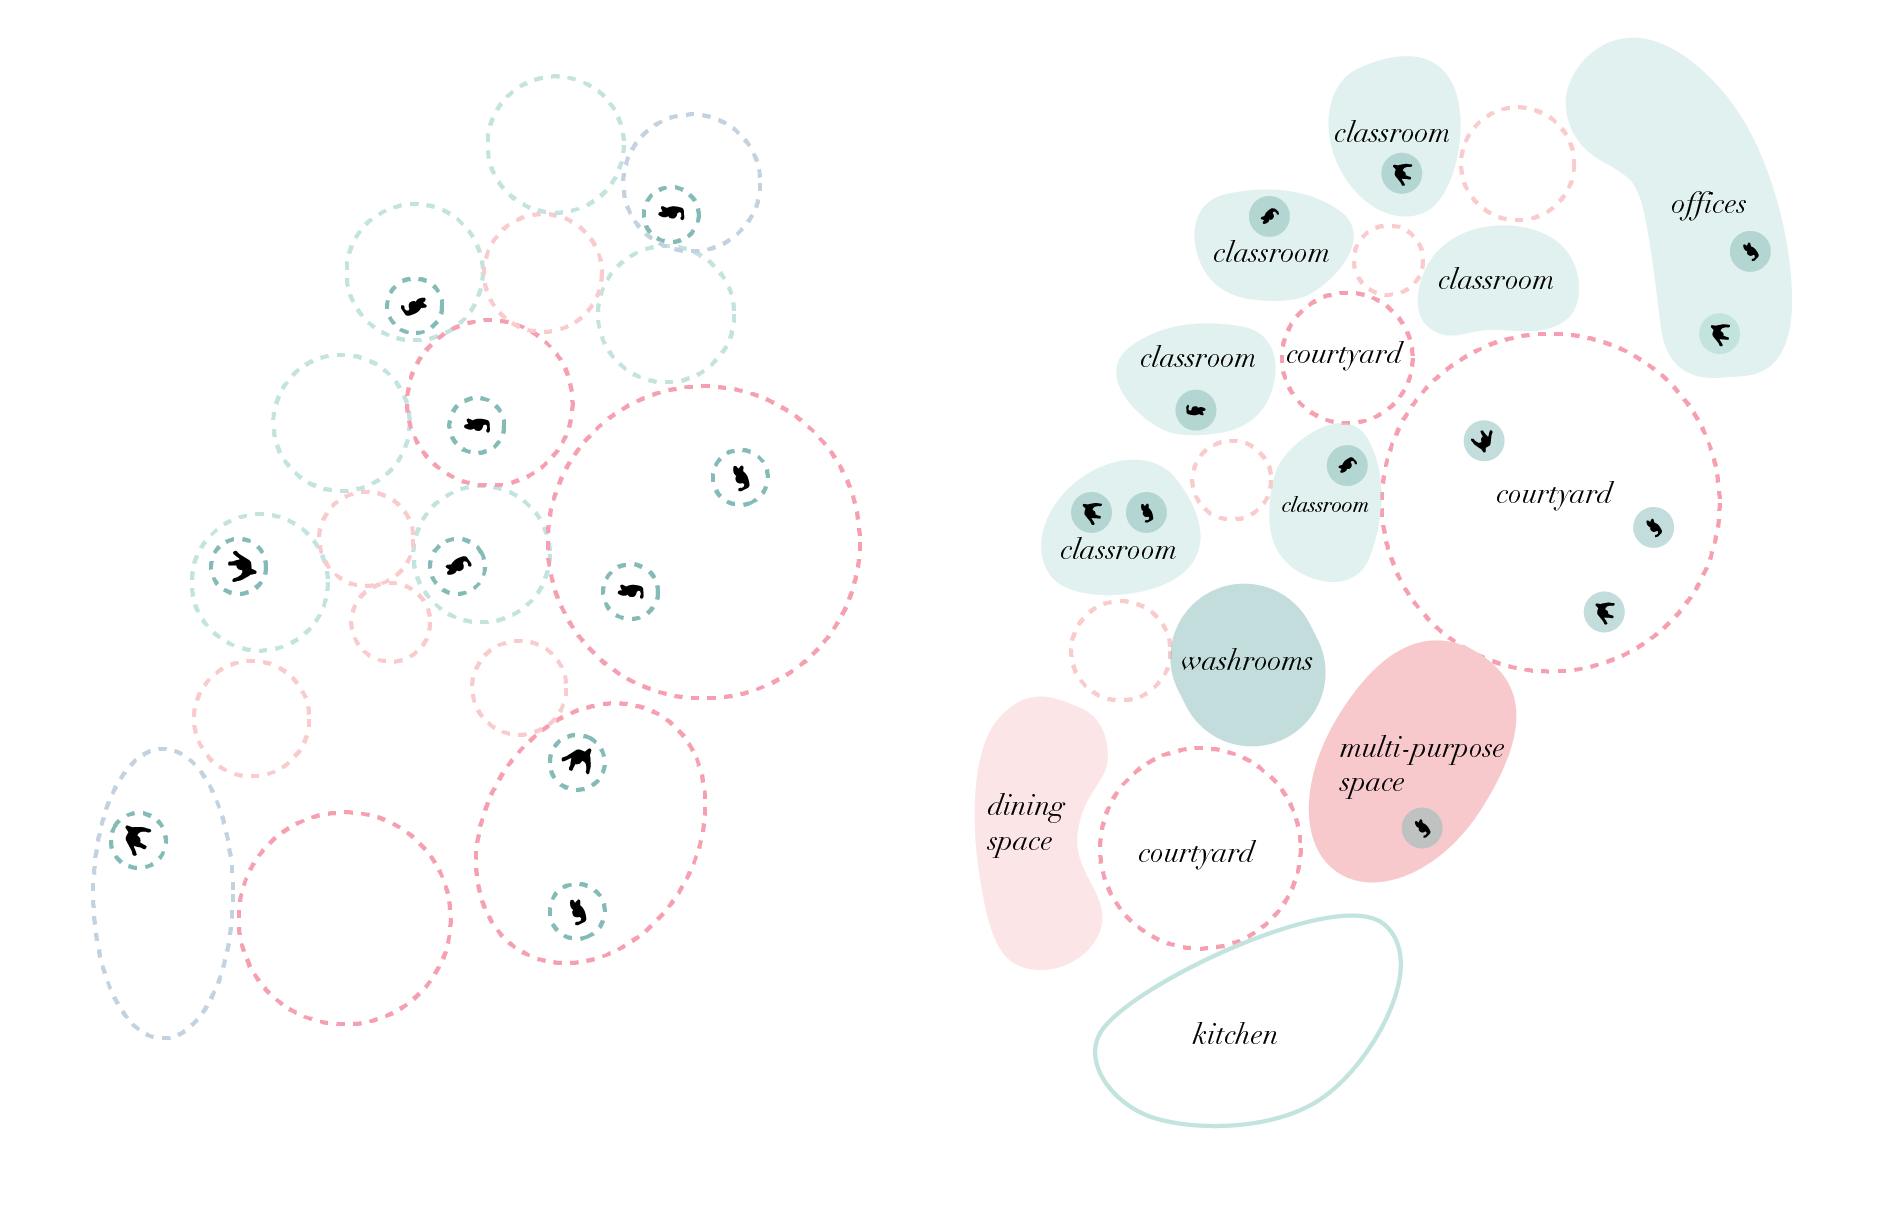 classroom
offices
classroom
classroom
classroom
courtyard
courtyard
classroom
classroom
washrooms
multi-purpose
space
dining
space
courtyard
kitchen